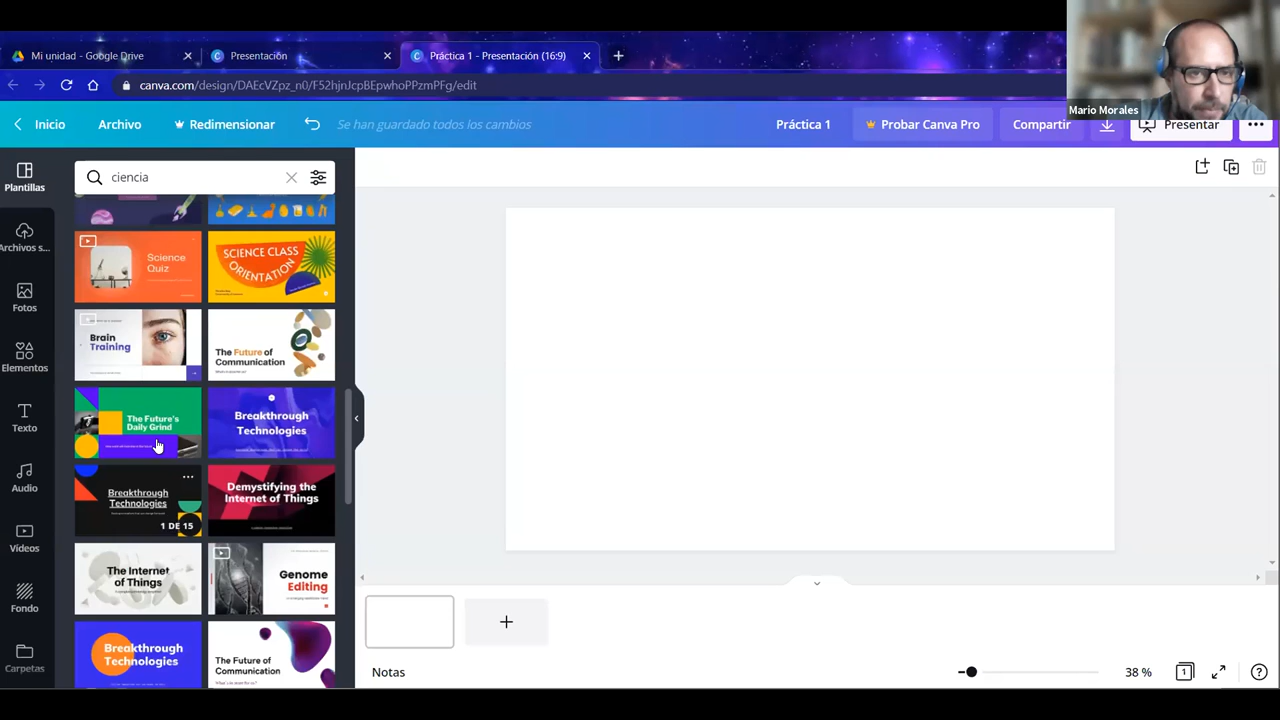 Mi unidad - Google Drive
Presentación
Práctica 1 - Presentación (16:9)
canva.com/design/DAEcVZpz_n0/F52hjnJcpBEpwhoPPzmPFg/edit
Mario Morales
Inicio
Archivo
Redimensionar
Se han guardado todos los cambios
Práctica 1
Probar Canva Pro
Compartir
Presentar
Plantillas
ciencia
Archivos s...
Fotos
Elementos
Texto
Audio
Vídeos
Fondo
Carpetas
Science
Quiz
SCIENCE CLASS
ORIENTATION
Brain
Training
The Future of
Communication
The Future's
Daily Grind
Breakthrough
Technologies
Breakthrough
Technologies
1 DE 15
Demystifying the
Internet of Things
The Internet
of Things
Genome
Editing
Breakthrough
Technologies
The Future of
Communication
Notas
38 %
1